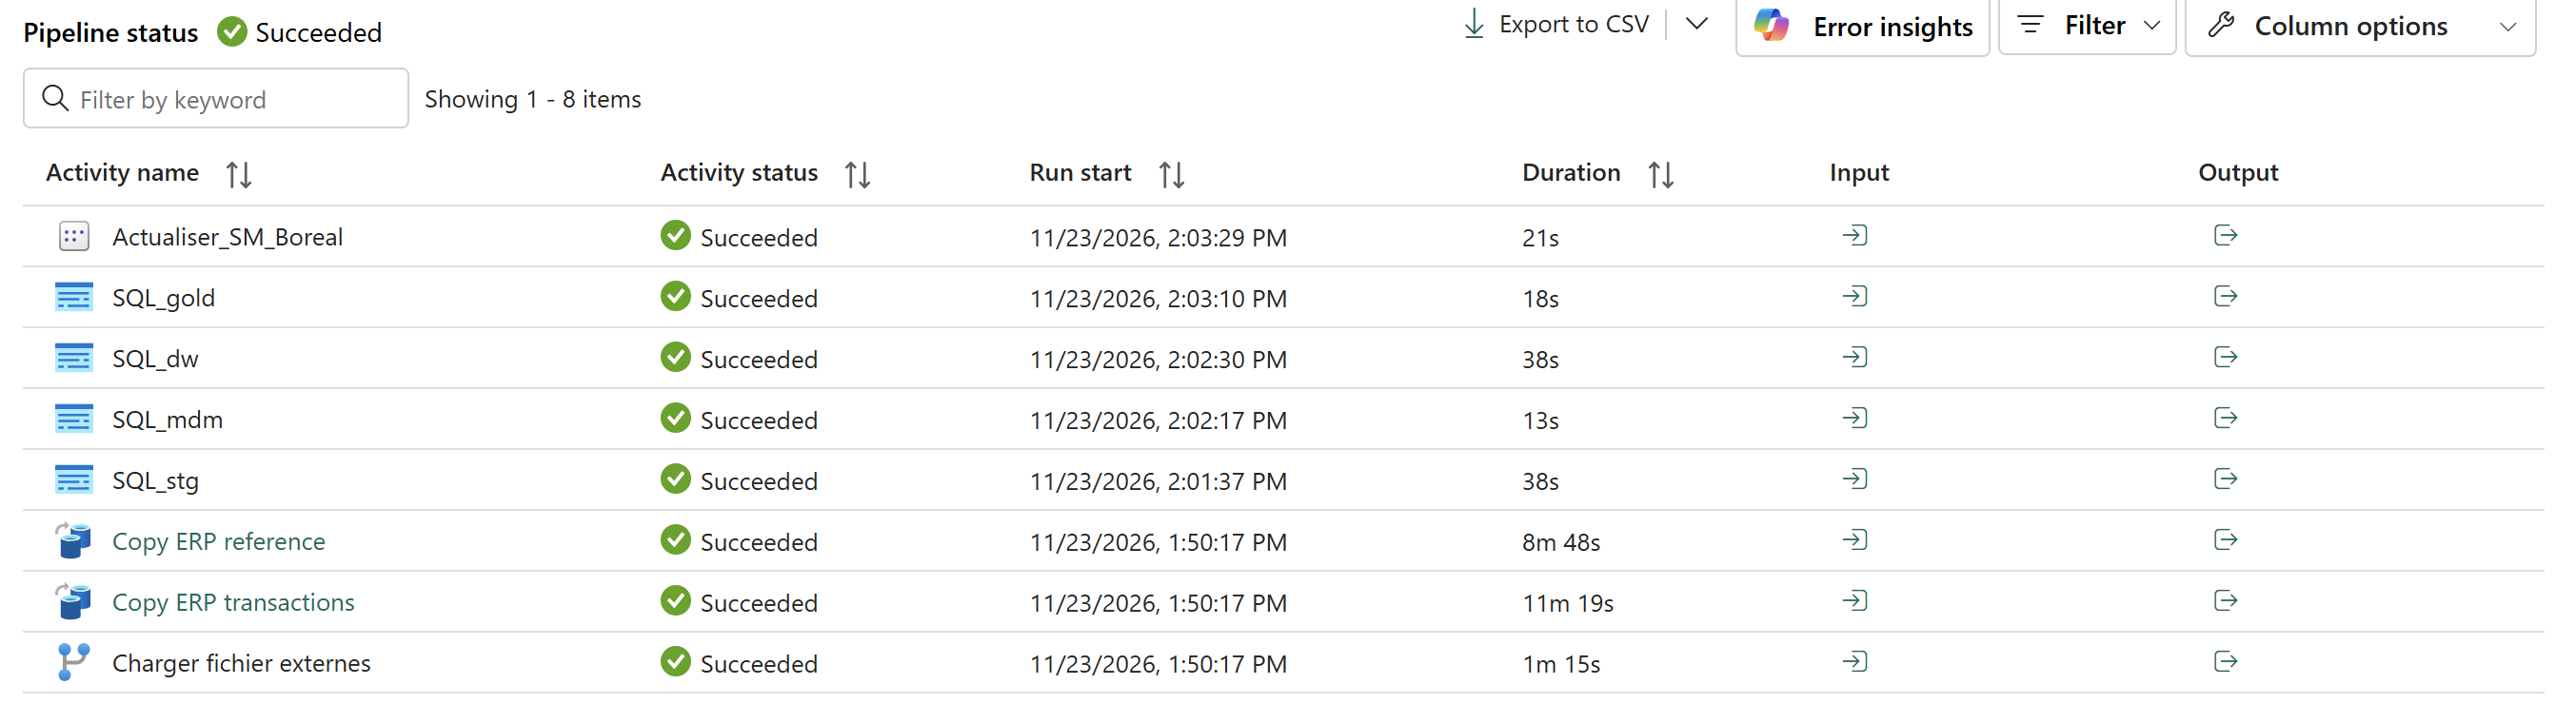 Pipeline status Succeeded Export to CSV Error insights Filter Column options
Filter by keyword Showing 1 - 8 items
Activity name Activity status Run start Duration Input Output
Actualiser_SM_Boreal Succeeded 11/23/2026, 2:03:29 PM 21s
SQL_gold Succeeded 11/23/2026, 2:03:10 PM 18s
SQL_dw Succeeded 11/23/2026, 2:02:30 PM 38s
SQL_mdm Succeeded 11/23/2026, 2:02:17 PM 13s
SQL_stg Succeeded 11/23/2026, 2:01:37 PM 38s
Copy ERP reference Succeeded 11/23/2026, 1:50:17 PM 8m 48s
Copy ERP transactions Succeeded 11/23/2026, 1:50:17 PM 11m 19s
Charger fichier externes Succeeded 11/23/2026, 1:50:17 PM 1m 15s